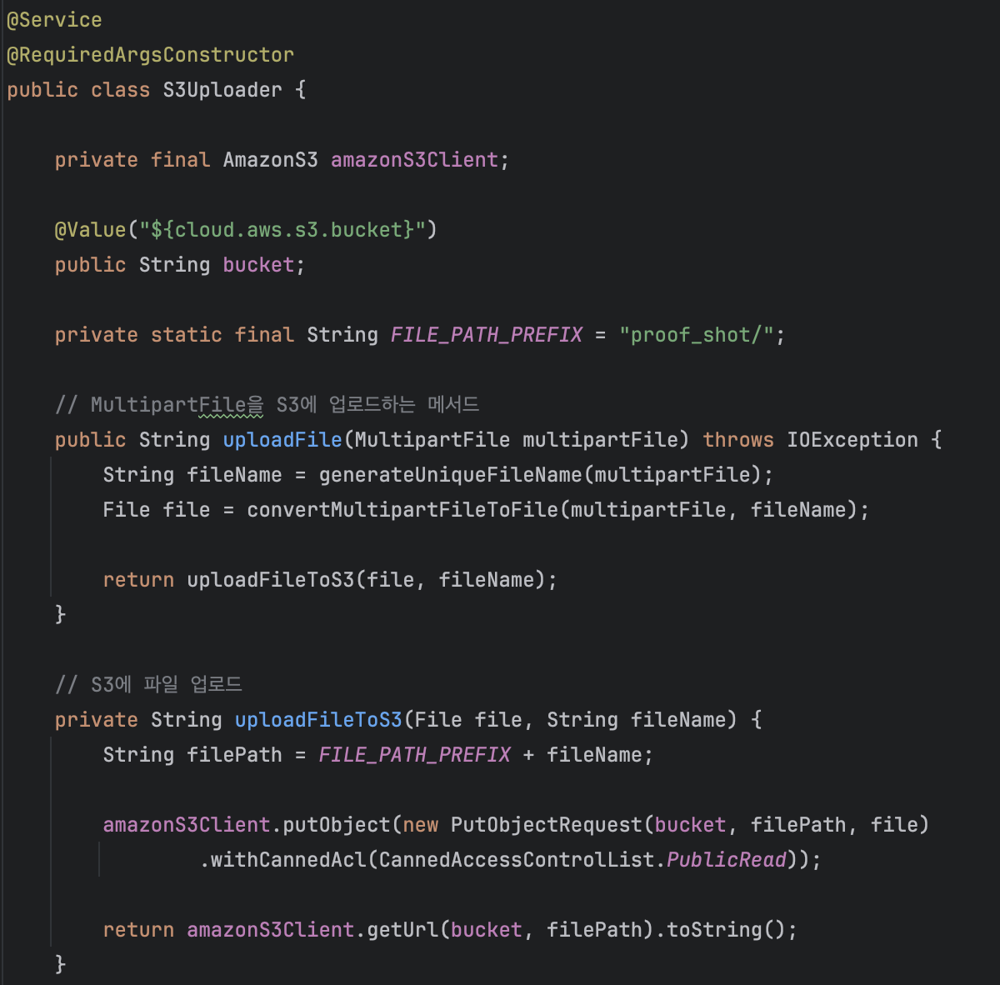 @Service
@RequiredArgsConstructor
public class S3Uploader {
private final AmazonS3 amazonS3Client;
@Value("${cloud.aws.s3.bucket}")
public String bucket;
private static final String FILE_PATH_PREFIX = "proof_shot/";
// MultipartFile을 S3에 업로드하는 메서드
public String uploadFile(MultipartFile multipartFile) throws IOException {
String fileName = generateUniqueFileName(multipartFile);
File file = convertMultipartFileToFile(multipartFile, fileName);
return uploadFileToS3(file, fileName);
}
// S3에 파일 업로드
private String uploadFileToS3(File file, String fileName) {
String filePath = FILE_PATH_PREFIX + fileName;
amazonS3Client.putObject(new PutObjectRequest(bucket, filePath, file)
.withCannedAcl(CannedAccessControlList.PublicRead));
return amazonS3Client.getUrl(bucket, filePath).toString();
}